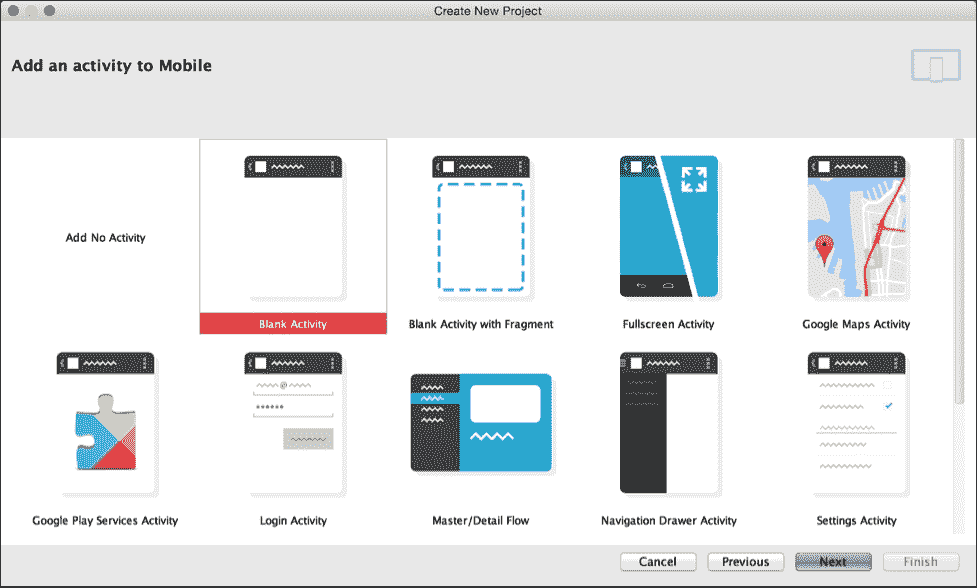 Create New Project
Add an activity to Mobile
Add No Activity
Blank Activity
Blank Activity with Fragment
Fullscreen Activity
Google Maps Activity
Google Play Services Activity
Login Activity
Master/Detail Flow
Navigation Drawer Activity
Settings Activity
Cancel
Previous
Next
Finish